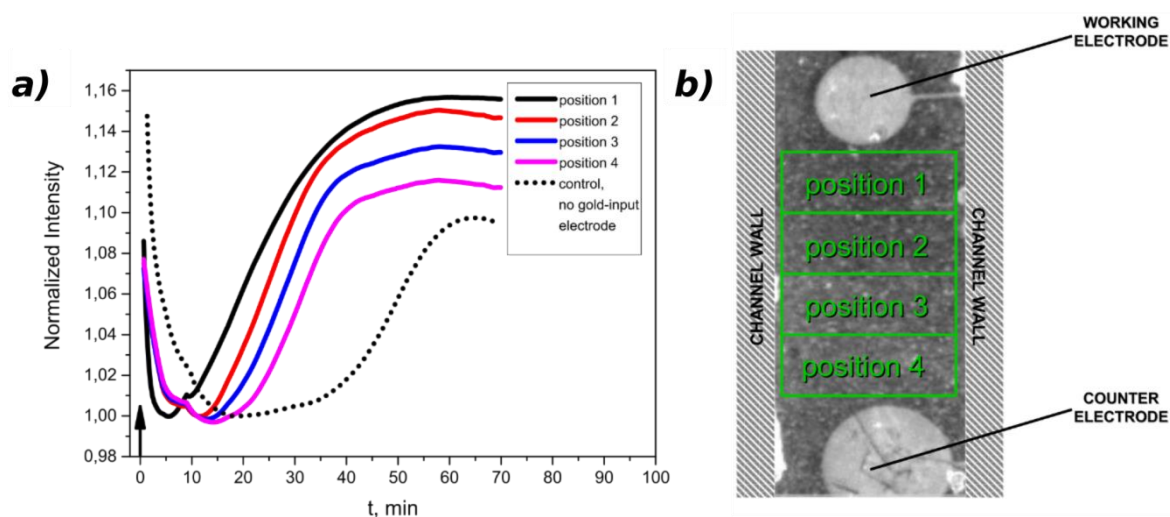 a)
Normalized Intensity
1,16
1,14
1,12
1,10
1,08
1,06
1,04
1,02
1,00
0,98
0
10
20
30
40
50
60
70
80
90
100
t, min
position 1
position 2
position 3
position 4
control,
no gold-input
electrode
b)
WORKING
ELECTRODE
CHANNEL WALL
position 1
position 2
position 3
position 4
CHANNEL WALL
COUNTER
ELECTRODE